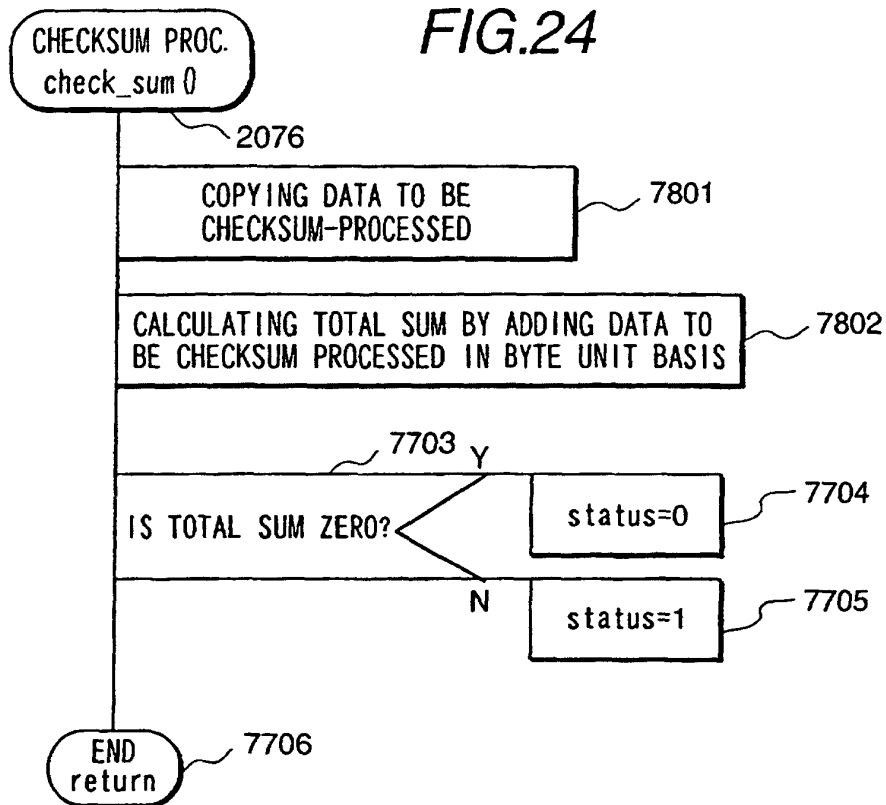 FIG.24
CHECKSUM PROC.
check_sum()
2076
COPYING DATA TO BE
CHECKSUM-PROCESSED
7801
CALCULATING TOTAL SUM BY ADDING DATA TO
BE CHECKSUM PROCESSED IN BYTE UNIT BASIS
7802
7703
Y
IS TOTAL SUM ZERO?
status=0
7704
N
status=1
7705
END
return
7706